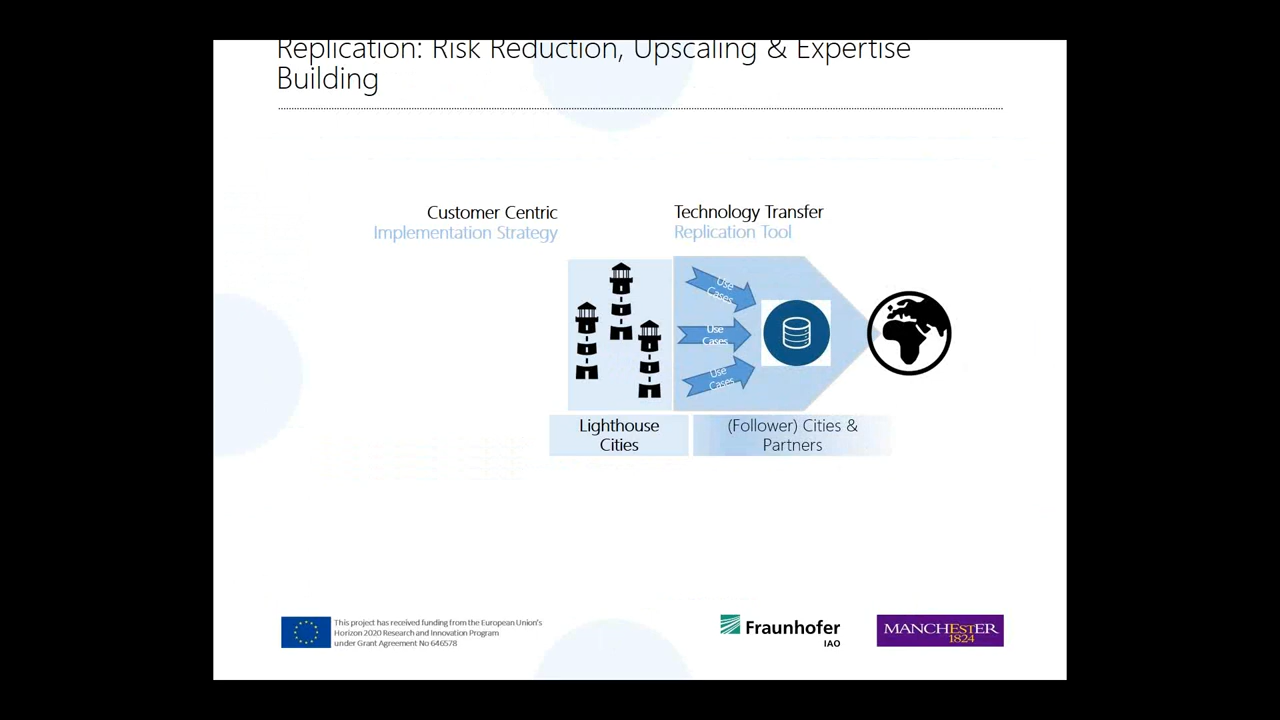 Replication: Risk Reduction, Upscaling & Expertise
Building
Customer Centric
Implementation Strategy
Technology Transfer
Replication Tool
Use
Cases
Use
Cases
Use
Cases
Lighthouse
Cities
(Follower) Cities &
Partners
This project has received funding from the European Union's
Horizon 2020 Research and Innovation Program
under Grant Agreement No 646578
Fraunhofer
IAO
MANCHESTER
1824